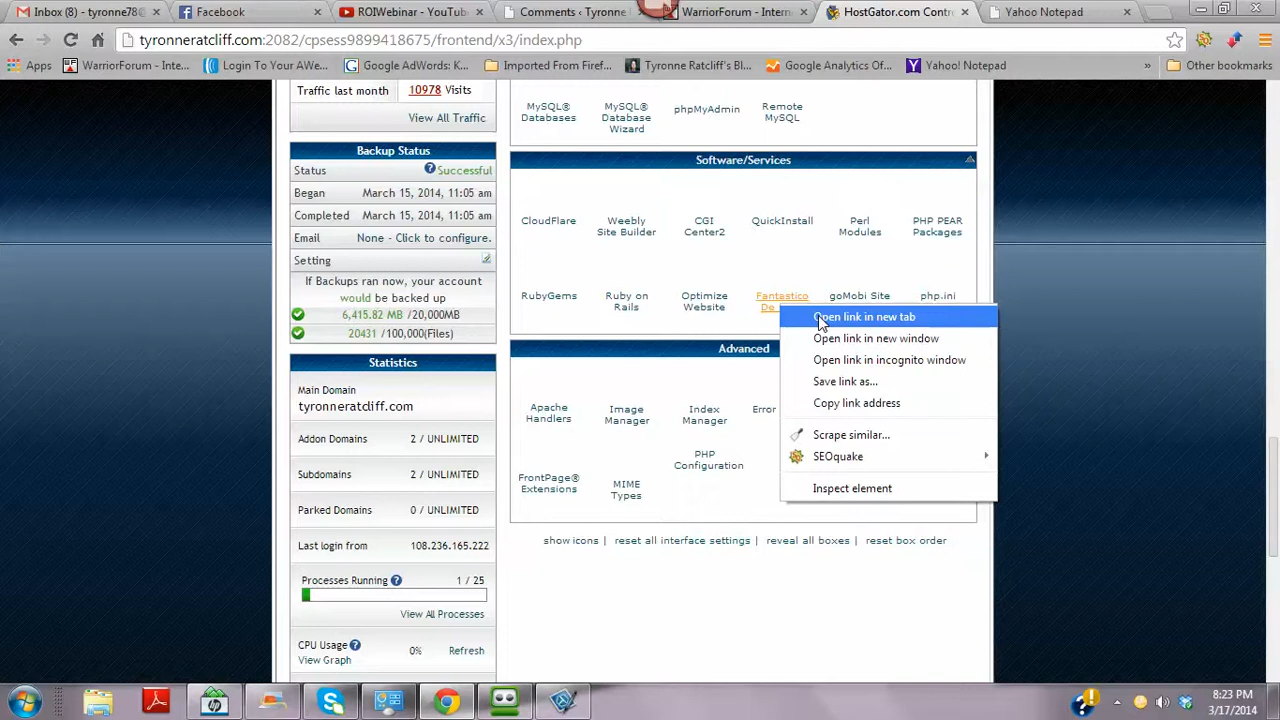 Inbox (9) - tyronne78@
Facebook
ROIWebinar - YouTub
Comments ‹ Tyronne
WarriorForum - Intern
HostGator.com Contro
Yahoo Notepad
tyronneratcliff.com:2082/cpsess9899418675/frontend/x3/index.php
Apps
WarriorForum - Inte...
Login To Your AWe...
Google AdWords: K...
Imported From Firef...
Tyronne Ratcliff's Bl...
Google Analytics Of...
Yahoo! Notepad
»
Other bookmarks
Traffic last month
10978 Visits
View All Traffic
Backup Status
Status
Successful
Began
March 15, 2014, 11:05 am
Completed
March 15, 2014, 11:05 am
Email
None - Click to configure.
Setting
If Backups ran now, your account
would be backed up
6,415.82 MB /20,000MB
20431 /100,000(Files)
Statistics
Main Domain
tyronneratcliff.com
Addon Domains
2 / UNLIMITED
Subdomains
2 / UNLIMITED
Parked Domains
0 / UNLIMITED
Last login from
108.236.165.222
Processes Running
1 / 25
View All Processes
CPU Usage
0%
Refresh
View Graph
MySQL®
Databases
MySQL®
Database
Wizard
phpMyAdmin
Remote
MySQL
Software/Services
CloudFlare
Weebly
Site Builder
CGI
Center2
QuickInstall
Perl
Modules
PHP PEAR
Packages
RubyGems
Ruby on
Rails
Optimize
Website
Fantastico
De
goMobi Site
php.ini
Advanced
Apache
Handlers
Image
Manager
Index
Manager
Error
FrontPage®
Extensions
MIME
Types
PHP
Configuration
Open link in new tab
Open link in new window
Open link in incognito window
Save link as...
Copy link address
Scrape similar...
SEOquake
Inspect element
show icons |
reset all interface settings |
reveal all boxes |
reset box order
8:23 PM
3/17/2014